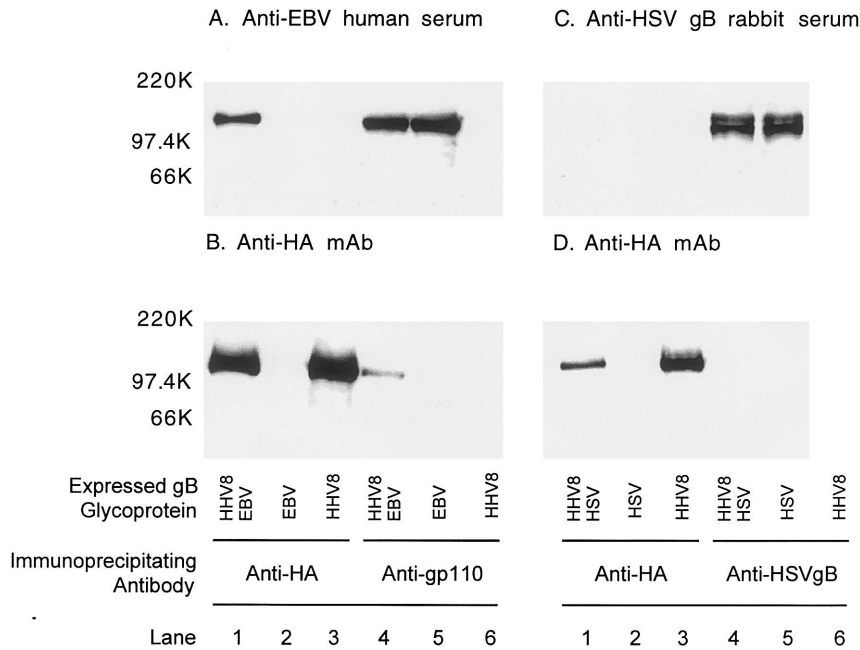 A. Anti-EBV human serum
C. Anti-HSV gB rabbit serum
220K
97.4K
66K
B. Anti-HA mAb
D. Anti-HA mAb
220K
97.4K
66K
Expressed gB Glycoprotein
HHV8 EBV
EBV
HHV8
HHV8 EBV
EBV
HHV8
HHV8 HSV
HSV
HHV8
HHV8 HSV
HSV
HHV8
Immunoprecipitating Antibody
Anti-HA
Anti-gp110
Anti-HA
Anti-HSVgB
Lane 1 2 3 4 5 6 1 2 3 4 5 6